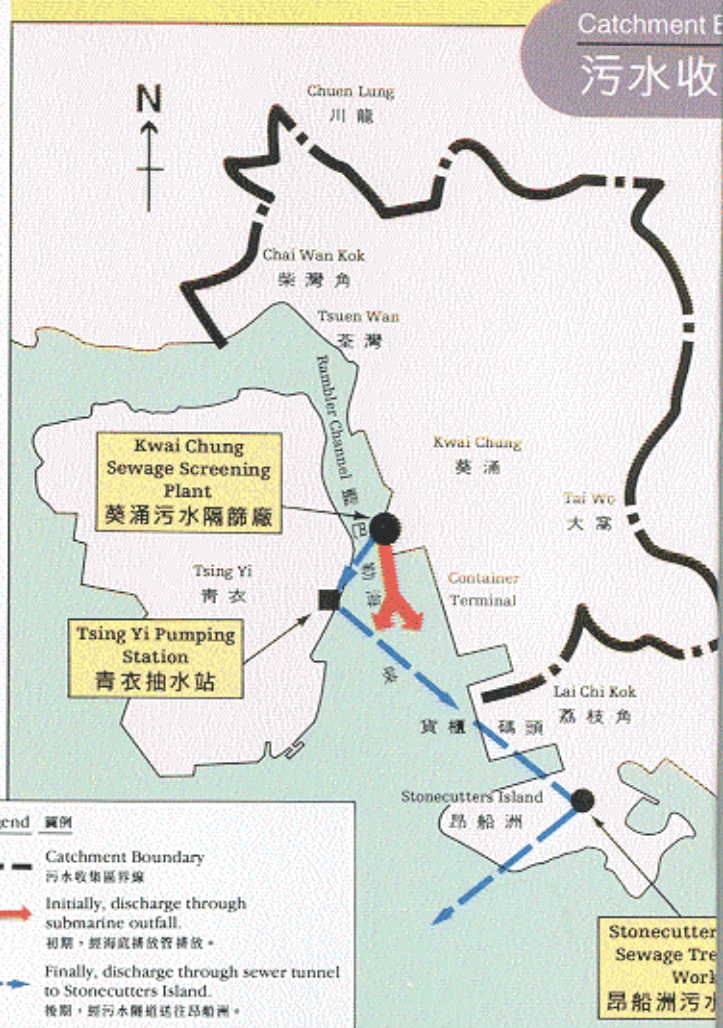 Catchment
污水收
N
Chuen Lung
川龍
Chai Wan Kok
柴灣角
Tsuen Wan
荃灣
Rambler Channel 藍巴勒海峽
Kwai Chung
Sewage Screening
Plant
葵涌污水隔篩廠
Kwai Chung
葵涌
Tai Wo
大窩
Tsing Yi
青衣
Container
Terminal
Tsing Yi Pumping
Station
青衣抽水站
Lai Chi Kok
荔枝角
貨櫃碼頭
Stonecutters Island
昂船洲
圖例
Catchment Boundary
污水收集區界線
Initially, discharge through
submarine outfall.
初期，經海底排放管排放。
Finally, discharge through sewer tunnel
to Stonecutters Island.
後期，經污水隧道送往昂船洲。
Stonecutter
Sewage Tre
Work
昂船洲污水